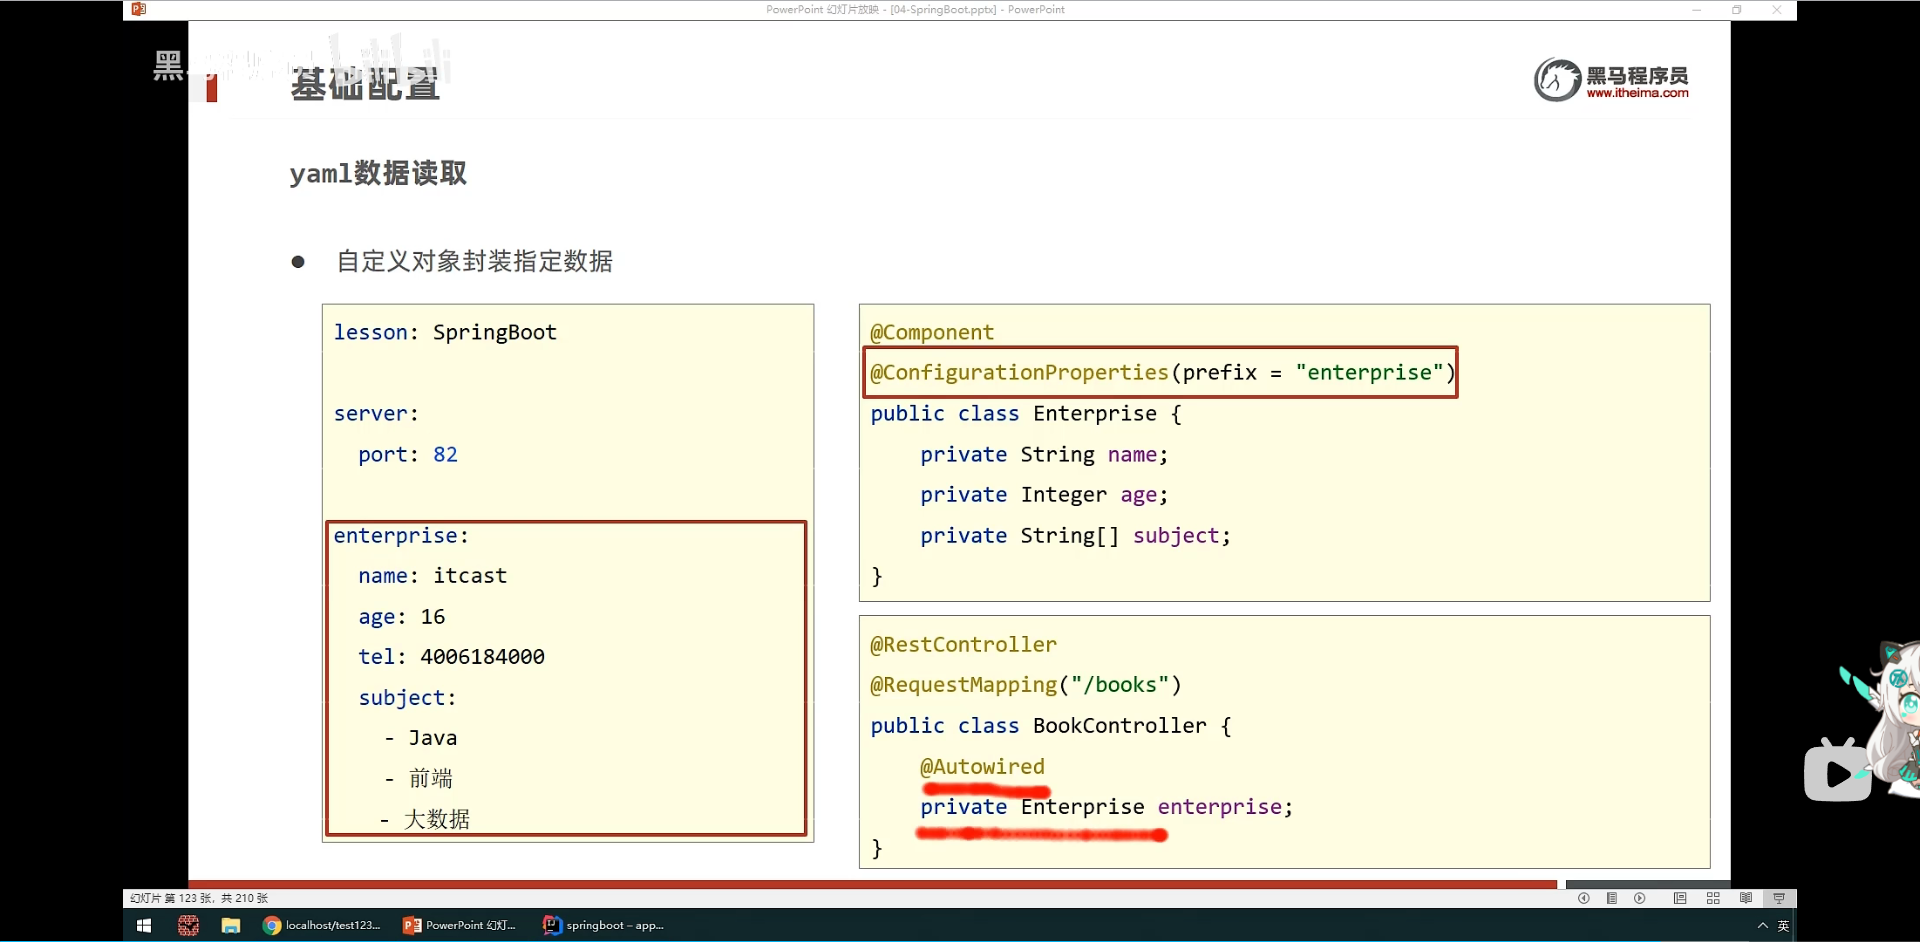 PowerPoint 幻灯片放映 - [04-SpringBoot.pptx] - PowerPoint
黑
bilibili
基础配置
黑马程序员
www.itheima.com
yaml数据读取
● 自定义对象封装指定数据
lesson: SpringBoot
server:
port: 82
enterprise:
name: itcast
age: 16
tel: 4006184000
subject:
- Java
- 前端
- 大数据
@Component
@ConfigurationProperties(prefix = "enterprise")
public class Enterprise {
private String name;
private Integer age;
private String[] subject;
}
@RestController
@RequestMapping("/books")
public class BookController {
@Autowired
private Enterprise enterprise;
}
幻灯片 第 123 张，共 210 张
localhost/test123...
PowerPoint 幻灯...
springboot – app...
英